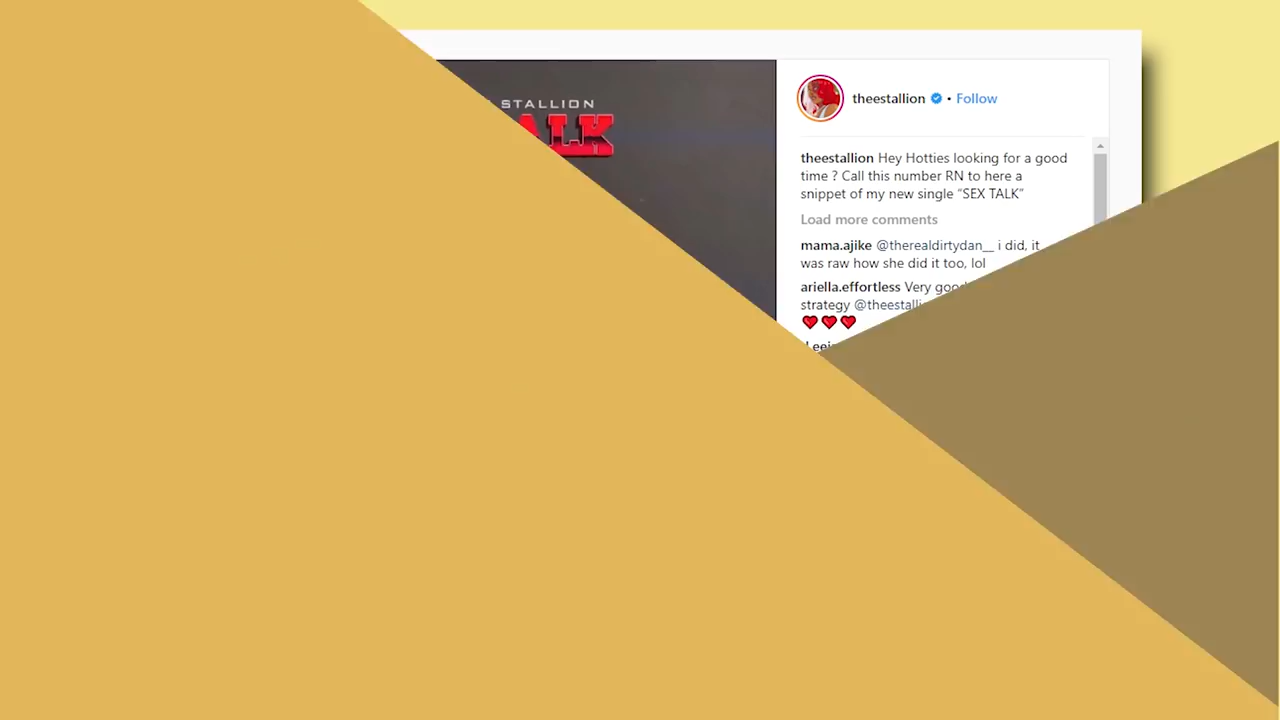 STALLION
theestallion • Follow
theestallion Hey Hotties looking for a good
time ? Call this number RN to here a
snippet of my new single “SEX TALK”
Load more comments
mama.ajike @therealdirtydan__ i did, it
was raw how she did it too, lol
ariella.effortless Very good
strategy